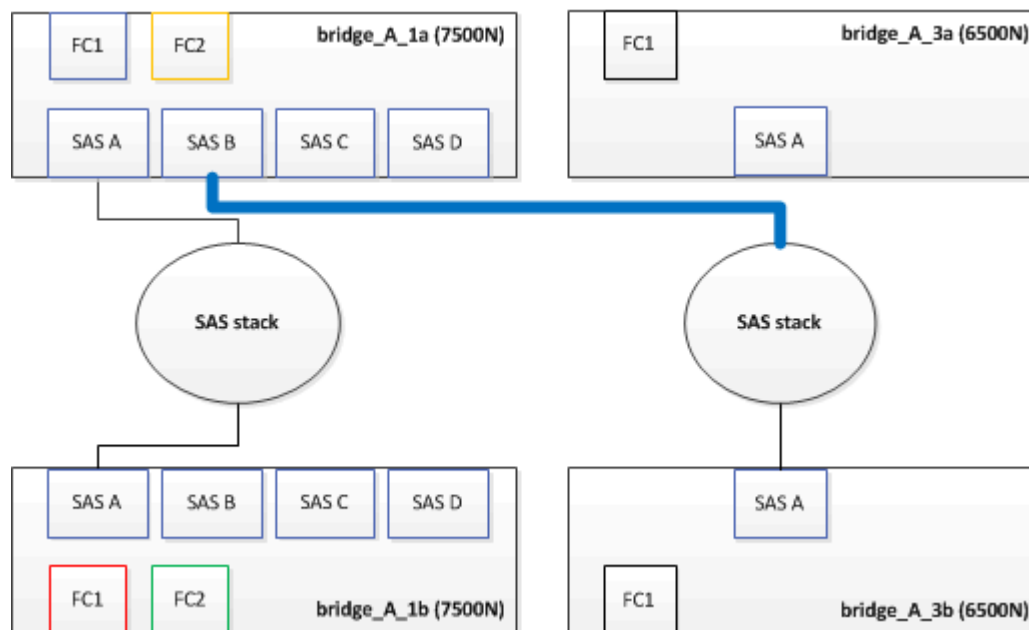 FC1
FC2
bridge_A_1a (7500N)
SAS A
SAS B
SAS C
SAS D
FC1
bridge_A_3a (6500N)
SAS A
SAS stack
SAS stack
SAS A
SAS B
SAS C
SAS D
FC1
FC2
bridge_A_1b (7500N)
SAS A
FC1
bridge_A_3b (6500N)